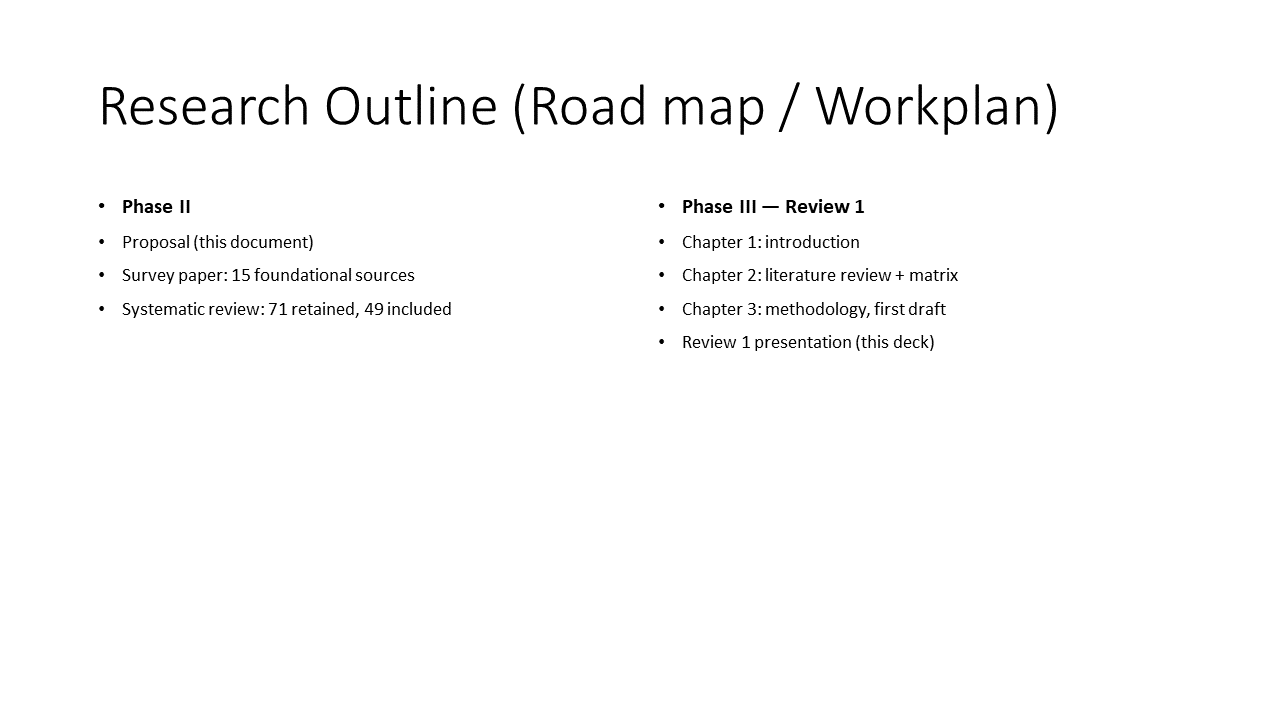 Research Outline (Road map / Workplan)
• Phase II
• Proposal (this document)
• Survey paper: 15 foundational sources
• Systematic review: 71 retained, 49 included
• Phase III — Review 1
• Chapter 1: introduction
• Chapter 2: literature review + matrix
• Chapter 3: methodology, first draft
• Review 1 presentation (this deck)